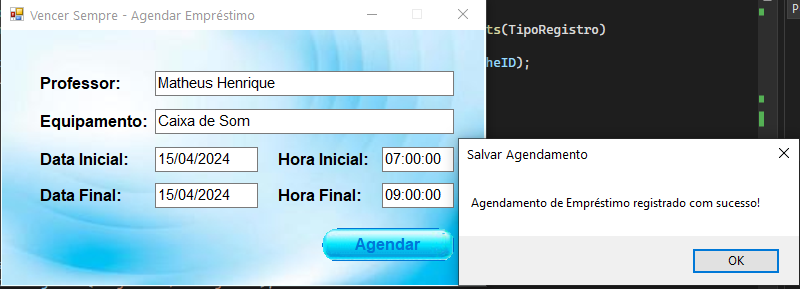 Vencer Sempre - Agendar Empréstimo
ts(TipoRegistro)
P
heID);
Professor: Matheus Henrique
Equipamento: Caixa de Som
Data Inicial: 15/04/2024 Hora Inicial: 07:00:00
Data Final: 15/04/2024 Hora Final: 09:00:00
Agendar
Salvar Agendamento
Agendamento de Empréstimo registrado com sucesso!
OK